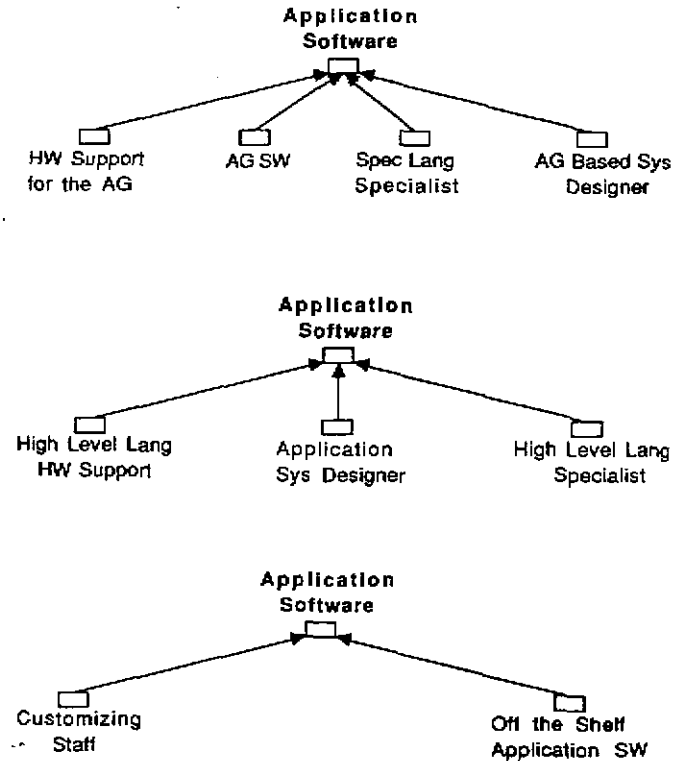 Application
Software
HW Support
for the AG
AG SW
Spec Lang
Specialist
AG Based Sys
Designer
Application
Software
High Level Lang
HW Support
Application
Sys Designer
High Level Lang
Specialist
Application
Software
Customizing
Staff
Off the Shelf
Application SW